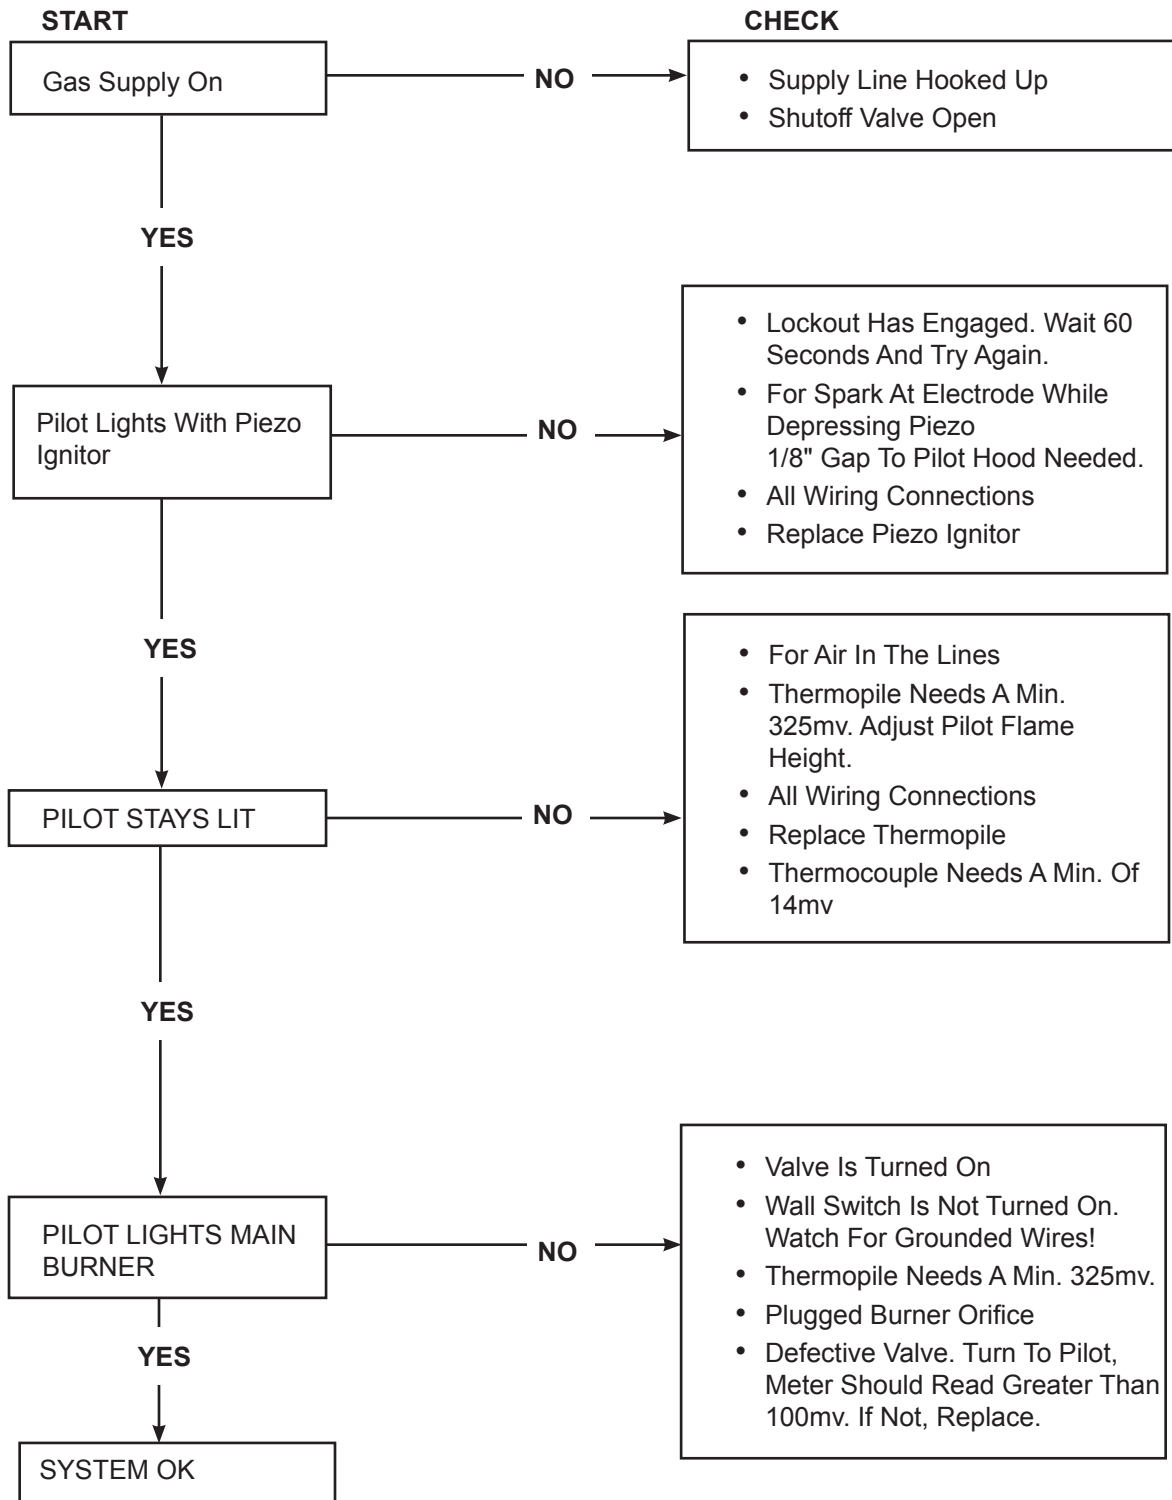 START
CHECK
Gas Supply On
NO
• Supply Line Hooked Up
• Shutoff Valve Open
YES
Pilot Lights With Piezo
Ignitor
NO
• Lockout Has Engaged. Wait 60
Seconds And Try Again.
• For Spark At Electrode While
Depressing Piezo
1/8" Gap To Pilot Hood Needed.
• All Wiring Connections
• Replace Piezo Ignitor
YES
PILOT STAYS LIT
NO
• For Air In The Lines
• Thermopile Needs A Min.
325mv. Adjust Pilot Flame
Height.
• All Wiring Connections
• Replace Thermopile
• Thermocouple Needs A Min. Of
14mv
YES
PILOT LIGHTS MAIN
BURNER
NO
• Valve Is Turned On
• Wall Switch Is Not Turned On.
Watch For Grounded Wires!
• Thermopile Needs A Min. 325mv.
• Plugged Burner Orifice
• Defective Valve. Turn To Pilot,
Meter Should Read Greater Than
100mv. If Not, Replace.
YES
SYSTEM OK